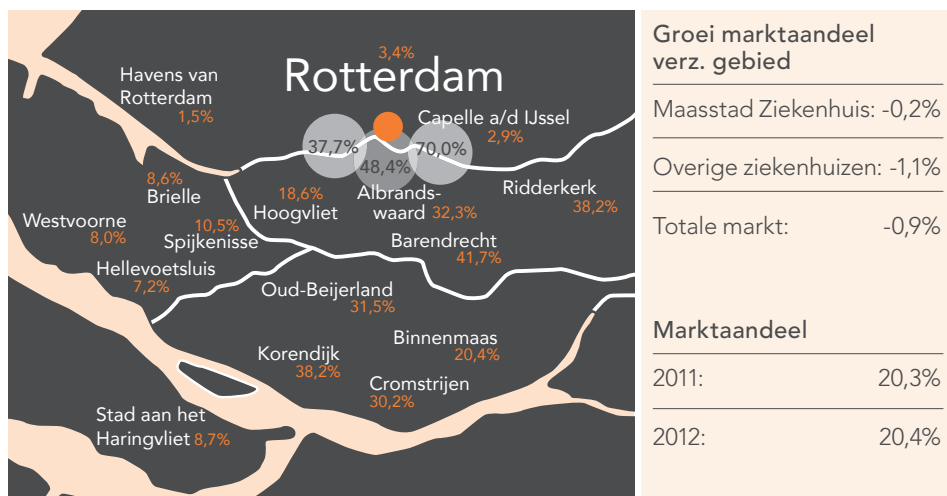 3,4%
Rotterdam
Havens van
Rotterdam
1,5%
Capelle a/d IJssel
2,9%
37,7%
48,4%
70,0%
8,6%
Brielle
18,6%
Hoogvliet
Albrands-
waard 32,3%
Ridderkerk
38,2%
Westvoorne
8,0%
10,5%
Spijkenisse
Barendrecht
41,7%
Hellevoetsluis
7,2%
Oud-Beijerland
31,5%
Binnenmaas
20,4%
Korendijk
38,2%
Cromstrijen
30,2%
Stad aan het
Haringvliet 8,7%
Groei marktaandeel
verz. gebied
Maasstad Ziekenhuis: -0,2%
Overige ziekenhuizen: -1,1%
Totale markt: -0,9%
Marktaandeel
2011: 20,3%
2012: 20,4%